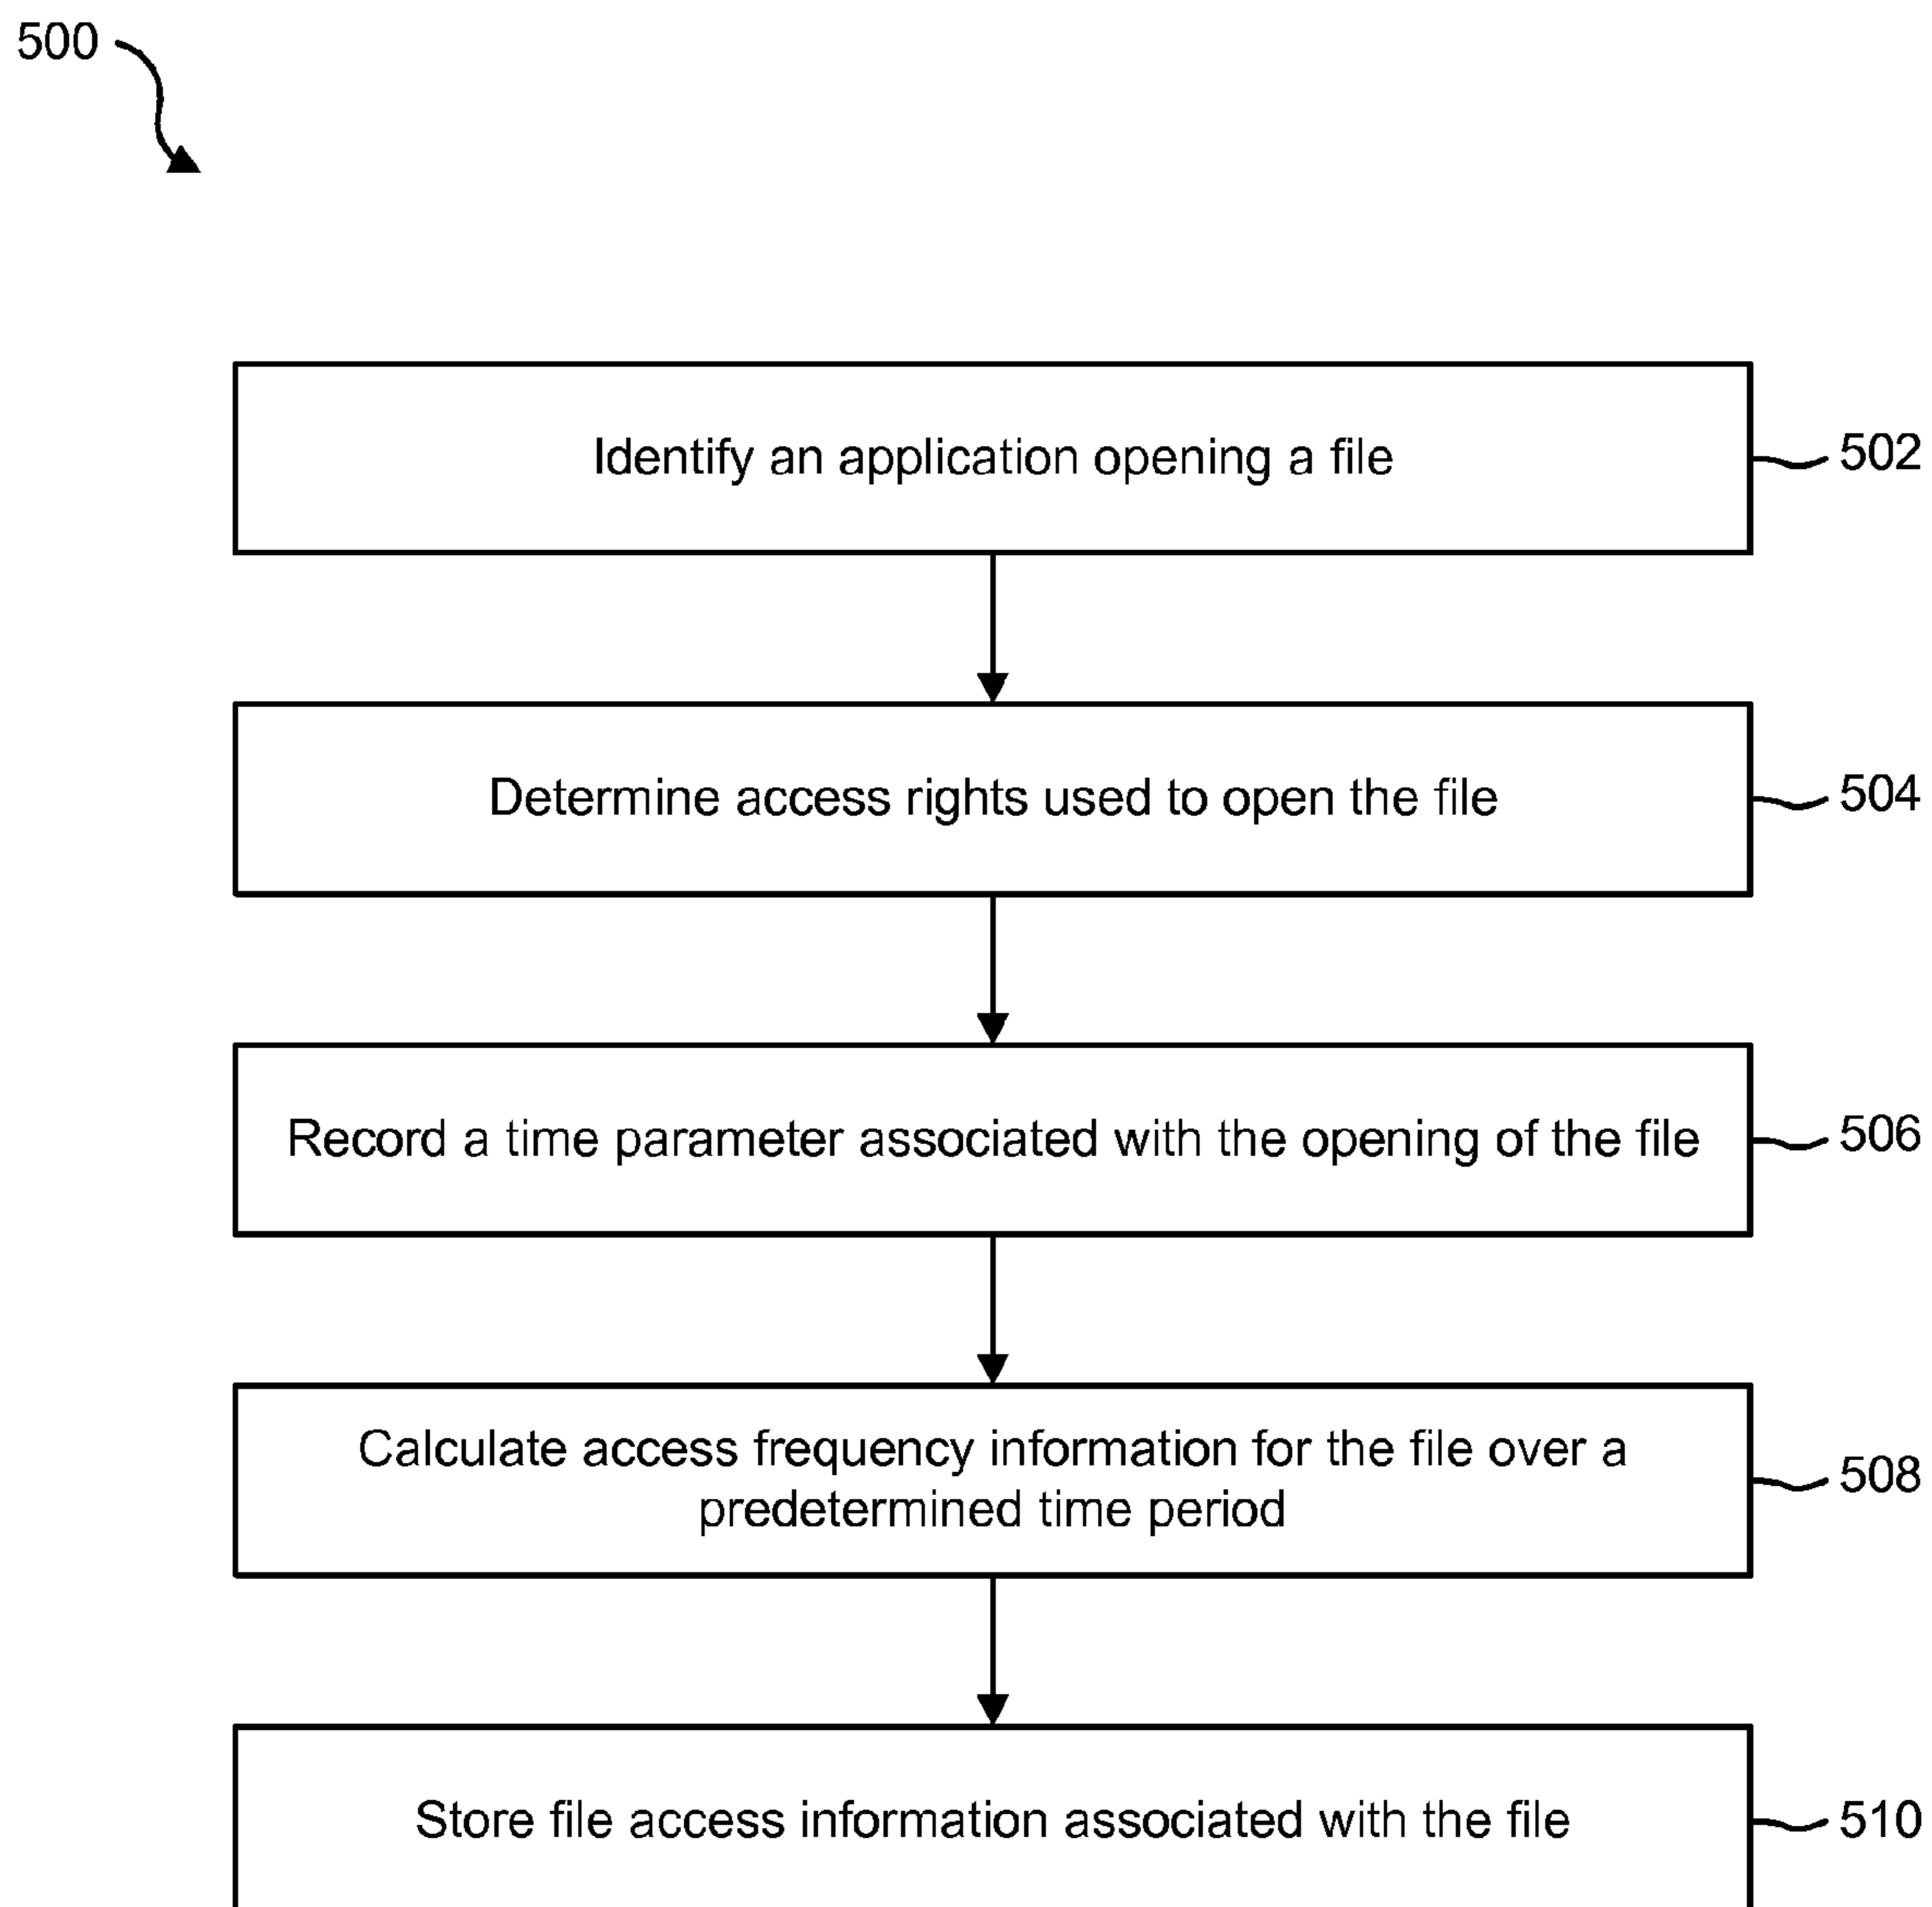 500
Identify an application opening a file
502
Determine access rights used to open the file
504
Record a time parameter associated with the opening of the file
506
Calculate access frequency information for the file over a
predetermined time period
508
Store file access information associated with the file
510